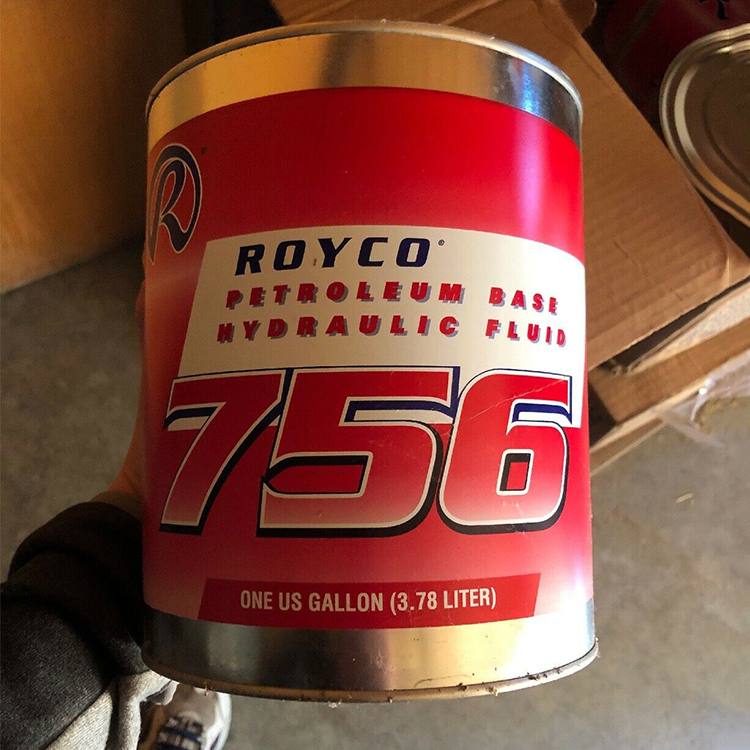 R
ROYCO®
PETROLEUM BASE
HYDRAULIC FLUID
756
ONE US GALLON (3.78 LITER)